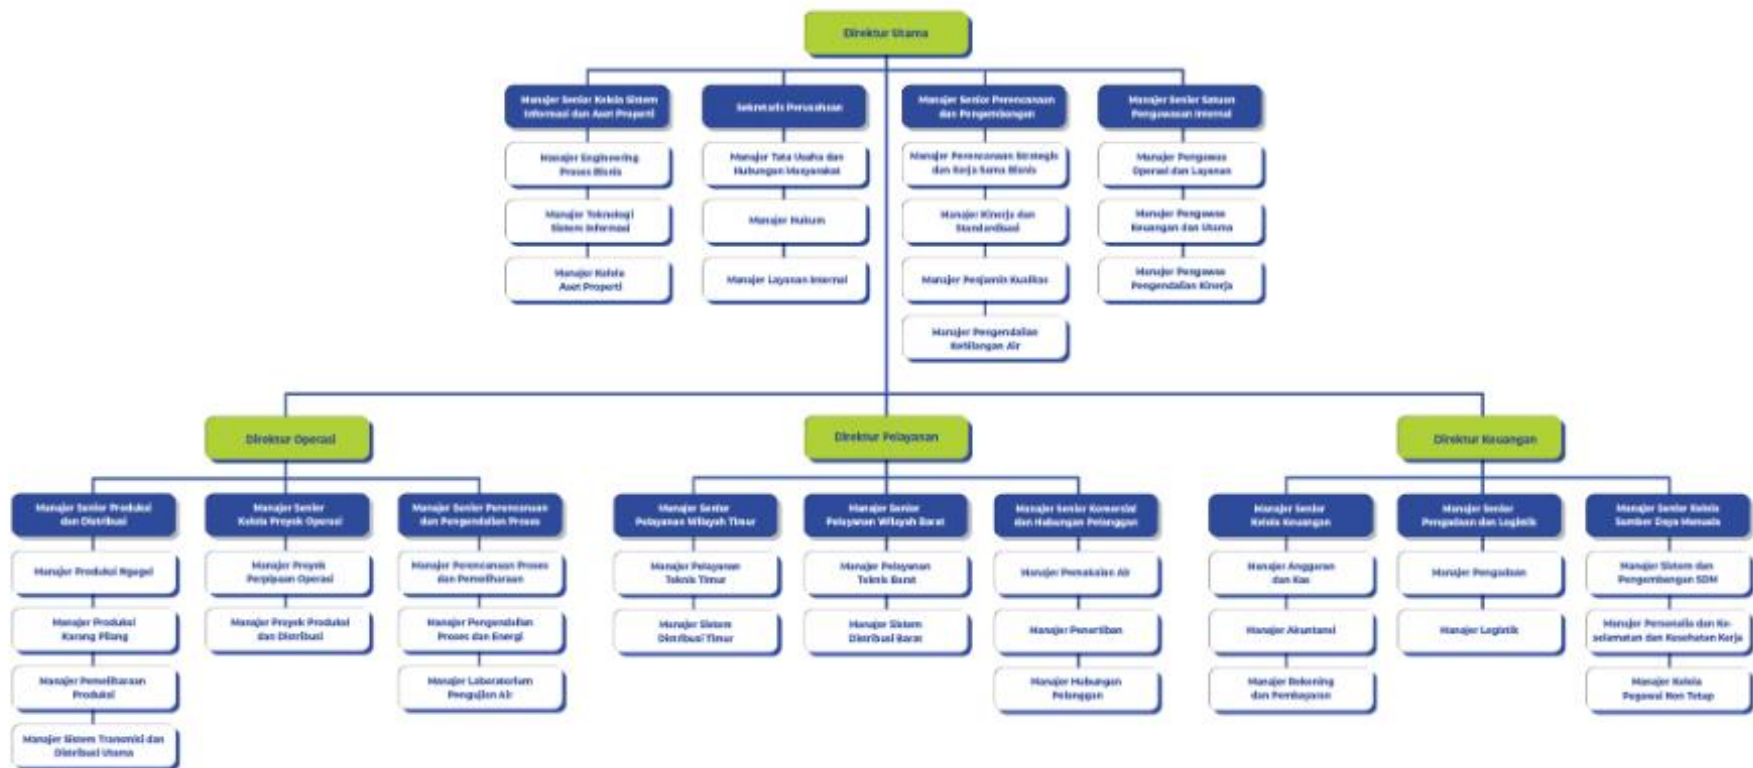 Direktur Utama
Manajer Senior Kelola Sistem
Informasi dan Aset Properti
Manajer Engineering
Proses Bisnis
Manajer Teknologi
Sistem Informasi
Manajer Kelola
Aset Properti
Sekretaris Perusahaan
Manajer Tata Usaha dan
Hubungan Masyarakat
Manajer Hukum
Manajer Layanan Internal
Manajer Senior Perencanaan
dan Pengembangan
Manajer Perencanaan Strategis
dan Kerja Sama Bisnis
Manajer Kinerja dan
Standardisasi
Manajer Penjamin Kualitas
Manajer Pengendalian
Kehilangan Air
Manajer Senior Satuan
Pengawasan Internal
Manajer Pengawas
Operasi dan Layanan
Manajer Pengawas
Keuangan dan Utama
Manajer Pengawas
Pengendalian Kinerja
Direktur Operasi
Manajer Senior Produksi
dan Distribusi
Manajer Produksi Ngagel
Manajer Produksi
Karang Pilang
Manajer Pemeliharaan
Produksi
Manajer Sistem Transmisi dan
Distribusi Utama
Manajer Senior
Kelola Proyek Operasi
Manajer Proyek
Perpipaan Operasi
Manajer Proyek Produksi
dan Distribusi
Manajer Senior Perencanaan
dan Pengendalian Proses
Manajer Perencanaan Proses
dan Pemeliharaan
Manajer Pengendalian
Proses dan Energi
Manajer Laboratorium
Pengujian Air
Direktur Pelayanan
Manajer Senior
Pelayanan Wilayah Timur
Manajer Pelayanan
Teknis Timur
Manajer Sistem
Distribusi Timur
Manajer Senior
Pelayanan Wilayah Barat
Manajer Pelayanan
Teknis Barat
Manajer Sistem
Distribusi Barat
Manajer Senior Komersial
dan Hubungan Pelanggan
Manajer Pemakaian Air
Manajer Penertiban
Manajer Hubungan
Pelanggan
Direktur Keuangan
Manajer Senior
Kelola Keuangan
Manajer Anggaran
dan Kas
Manajer Akuntansi
Manajer Rekening
dan Pembayaran
Manajer Senior
Pengadaan dan Logistik
Manajer Pengadaan
Manajer Logistik
Manajer Senior Kelola
Sumber Daya Manusia
Manajer Sistem dan
Pengembangan SDM
Manajer Personalia dan Ke-
selamatan dan Kesehatan Kerja
Manajer Kelola
Pegawai Non Tetap